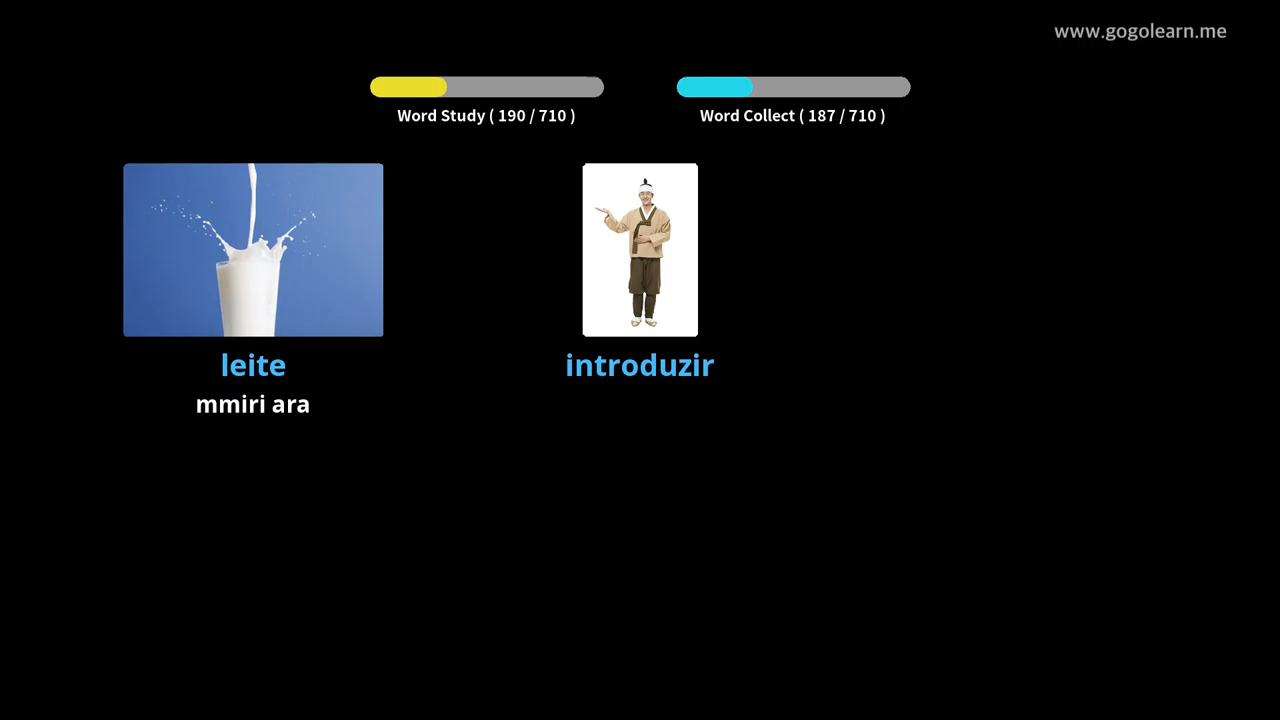 www.gogolearn.me
Word Study ( 190 / 710 )
Word Collect ( 187 / 710 )
leite
mmiri ara
introduzir